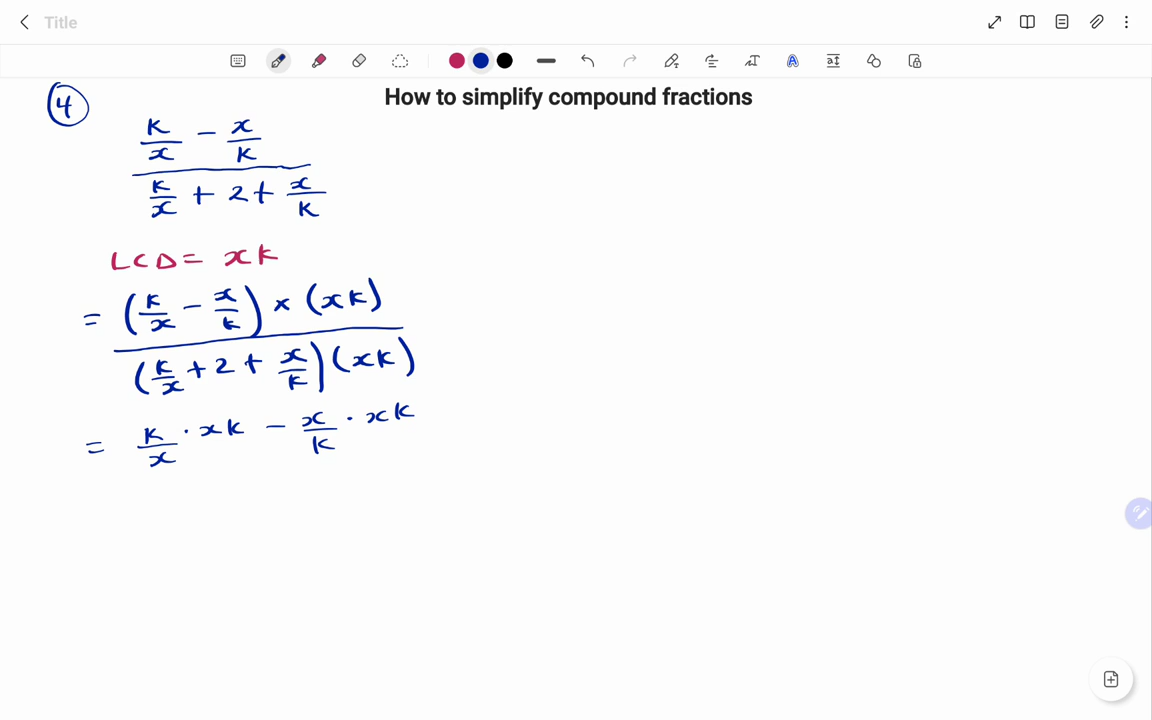 Title
How to simplify compound fractions
4
k/x - x/k
k/x + 2 + x/k
LCD = xk
= (k/x - x/k) × (xk)
(k/x + 2 + x/k)(xk)
= k/x · xk - x/k · xk